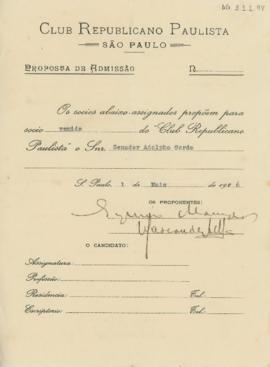 CLUB REPUBLICANO PAULISTA
SÃO PAULO
PROPOSTA DE ADMISSÃO N.
Os socios abaixo-assignados propõem para
socio remido do "Club Republicano
Paulista" o Snr. Senador Adolpho Gordo
S. Paulo, 1 de Maio de 1926
OS PROPONENTES:
O CANDIDATO:
Assignatura
Profissão
Residencia Tel.
Escriptorio Tel.